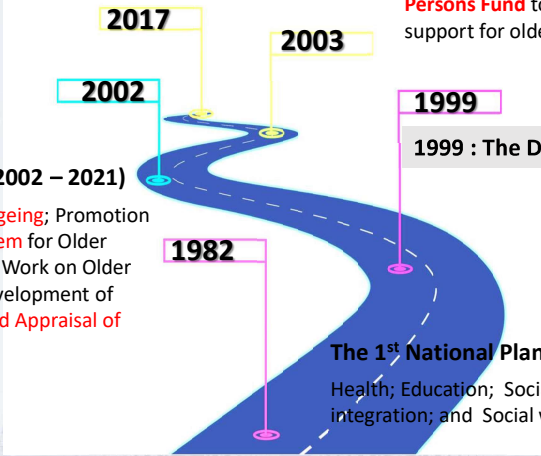 Persons Fund to
support for olde
2017
2003
2002
1999
1999 : The D
2002 – 2021)
geing; Promotion
em for Older
Work on Older
velopment of
d Appraisal of
1982
The 1st National Plan
Health; Education; Soci
integration; and Social w